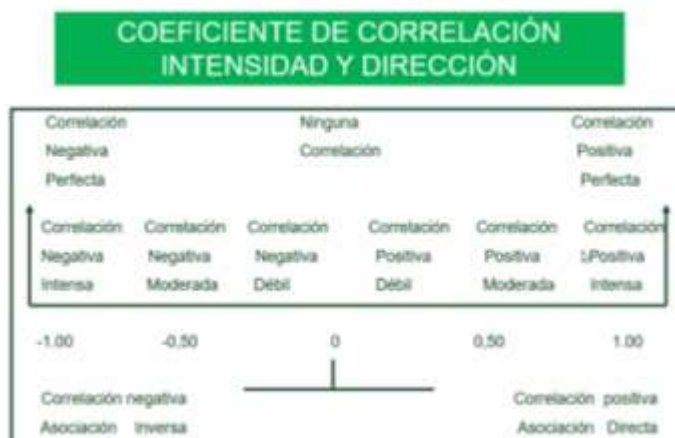 COEFICIENTE DE CORRELACIÓN
INTENSIDAD Y DIRECCIÓN
Correlación Ninguna Correlación
Negativa Correlación Positiva
Perfecta Perfecta
Correlación Correlación Correlación Correlación Correlación Correlación
Negativa Negativa Negativa Positiva Positiva Positiva
Intensa Moderada Débil Débil Moderada Intensa
-1.00 -0,50 0 0,50 1.00
Correlación negativa Correlación positiva
Asociación Inversa Asociación Directa